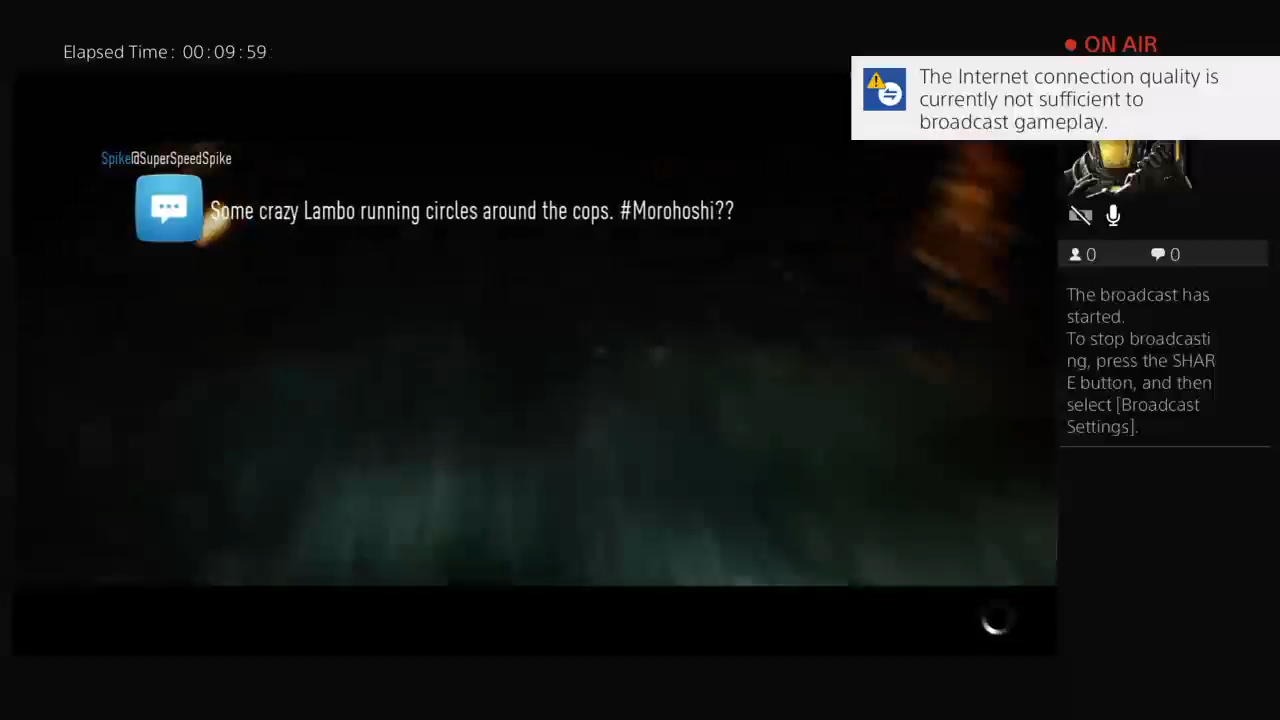 Elapsed Time: 00:09:59
ON AIR
The Internet connection quality is
currently not sufficient to
broadcast gameplay.
Spike@SuperSpeedSpike
Some crazy Lambo running circles around the cops. #Morohoshi??
0 0
The broadcast has
started.
To stop broadcasti
ng, press the SHAR
E button, and then
select [Broadcast
Settings].